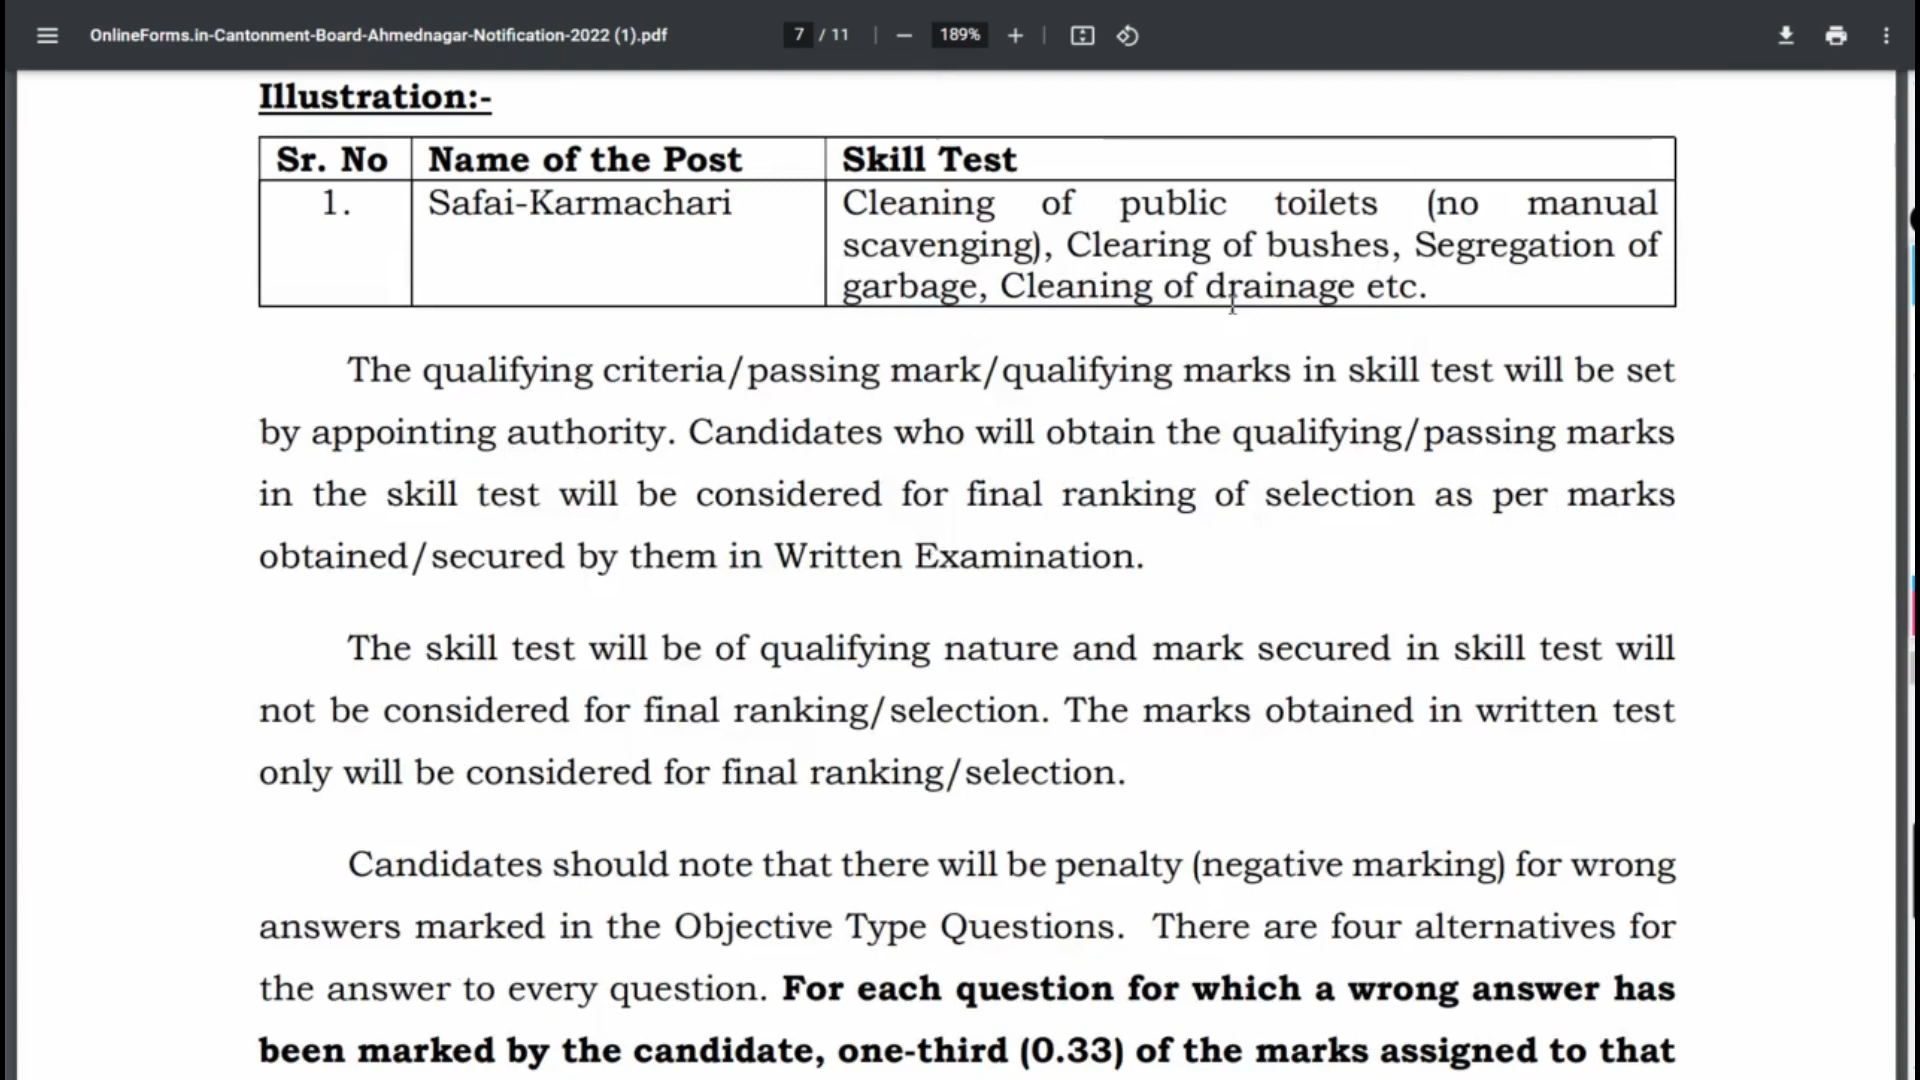 OnlineForms.in-Cantonment-Board-Ahmednagar-Notification-2022 (1).pdf 7 / 11 189%
Illustration:-
Sr. No Name of the Post Skill Test
1. Safai-Karmachari Cleaning of public toilets (no manual
scavenging), Clearing of bushes, Segregation of
garbage, Cleaning of drainage etc.
The qualifying criteria/passing mark/qualifying marks in skill test will be set
by appointing authority. Candidates who will obtain the qualifying/passing marks
in the skill test will be considered for final ranking of selection as per marks
obtained/secured by them in Written Examination.
The skill test will be of qualifying nature and mark secured in skill test will
not be considered for final ranking/selection. The marks obtained in written test
only will be considered for final ranking/selection.
Candidates should note that there will be penalty (negative marking) for wrong
answers marked in the Objective Type Questions. There are four alternatives for
the answer to every question. For each question for which a wrong answer has
been marked by the candidate, one-third (0.33) of the marks assigned to that